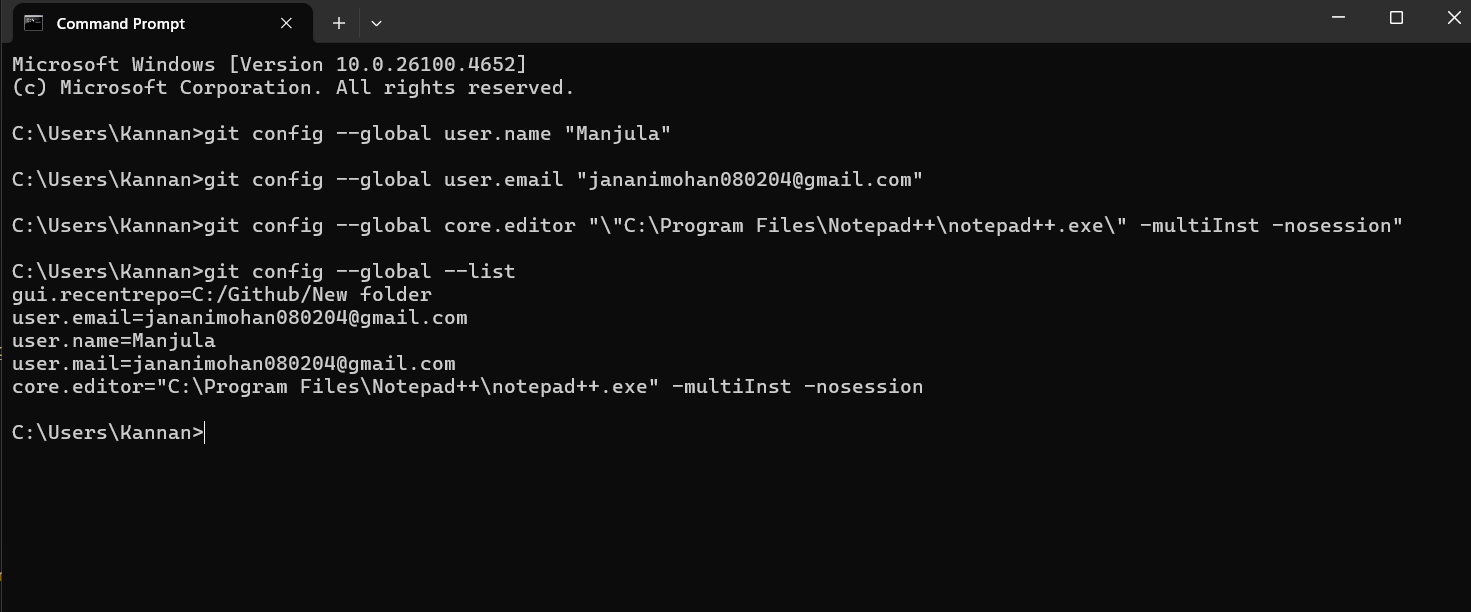 Command Prompt
Microsoft Windows [Version 10.0.26100.4652]
(c) Microsoft Corporation. All rights reserved.
C:\Users\Kannan>git config --global user.name "Manjula"
C:\Users\Kannan>git config --global user.email "jananimohan080204@gmail.com"
C:\Users\Kannan>git config --global core.editor "\"C:\Program Files\Notepad++\notepad++.exe\" -multiInst -nosession"
C:\Users\Kannan>git config --global --list
gui.recentrepo=C:/Github/New folder
user.email=jananimohan080204@gmail.com
user.name=Manjula
user.mail=jananimohan080204@gmail.com
core.editor="C:\Program Files\Notepad++\notepad++.exe" -multiInst -nosession
C:\Users\Kannan>